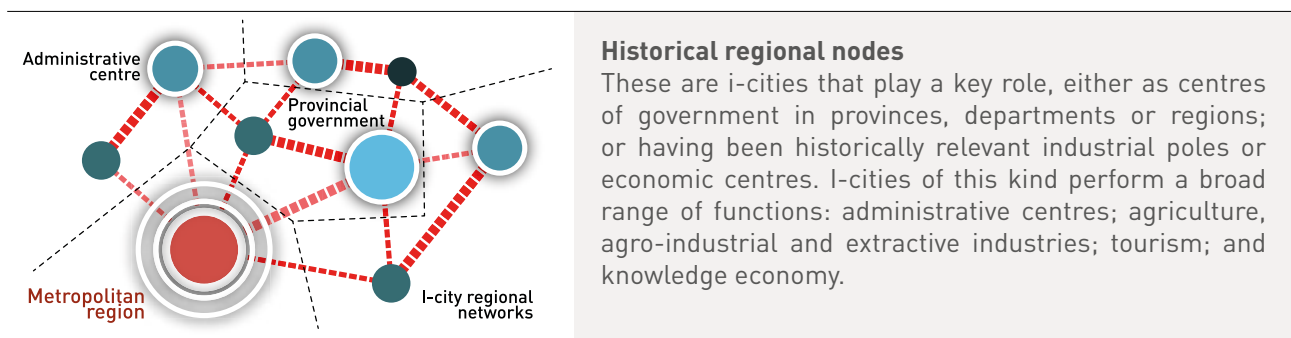 Administrative
centre
Provincial
government
Metropolitan
region
I-city regional
networks
Historical regional nodes
These are i-cities that play a key role, either as centres
of government in provinces, departments or regions;
or having been historically relevant industrial poles or
economic centres. I-cities of this kind perform a broad
range of functions: administrative centres; agriculture,
agro-industrial and extractive industries; tourism; and
knowledge economy.